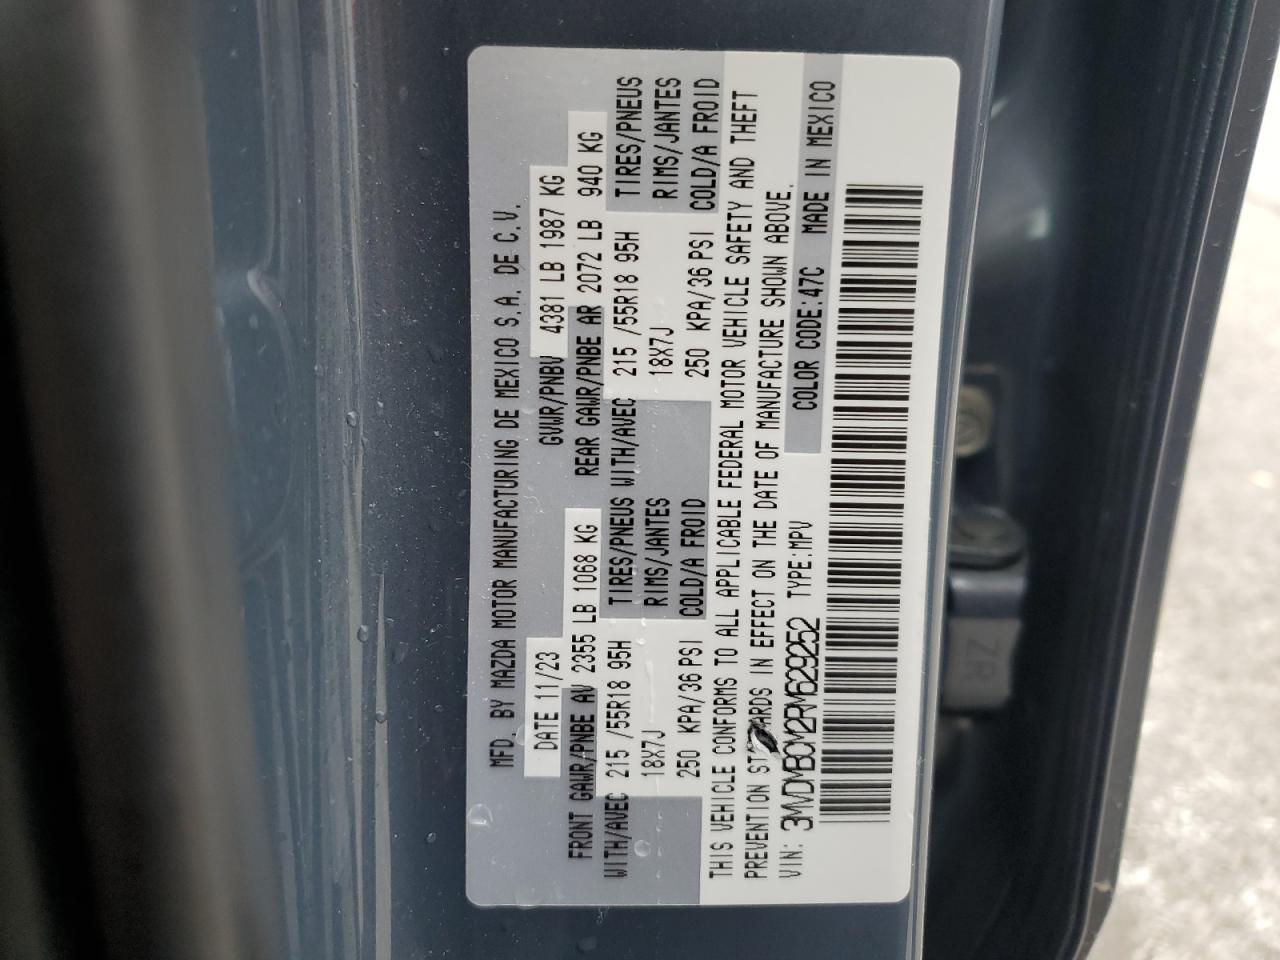 MFD. BY MAZDA MOTOR MANUFACTURING DE MEXICO S.A. DE C.V.
DATE 11/23 GVWR/PNBV 4381 LB 1987 KG
FRONT GAWR/PNBE AV 2355 LB 1068 KG REAR GAWR/PNBE AR 2072 LB 940 KG
WITH/AVEC 215 /55R18 95H TIRES/PNEUS WITH/AVEC 215 /55R18 95H TIRES/PNEUS
18X7J RIMS/JANTES 18X7J RIMS/JANTES
250 KPA/36 PSI COLD/A FROID 250 KPA/36 PSI COLD/A FROID
THIS VEHICLE CONFORMS TO ALL APPLICABLE FEDERAL MOTOR VEHICLE SAFETY AND THEFT
PREVENTION STANDARDS IN EFFECT ON THE DATE OF MANUFACTURE SHOWN ABOVE.
VIN: 3MVDMBCM2RM629252 TYPE:MPV COLOR CODE:47C MADE IN MEXICO
ZR